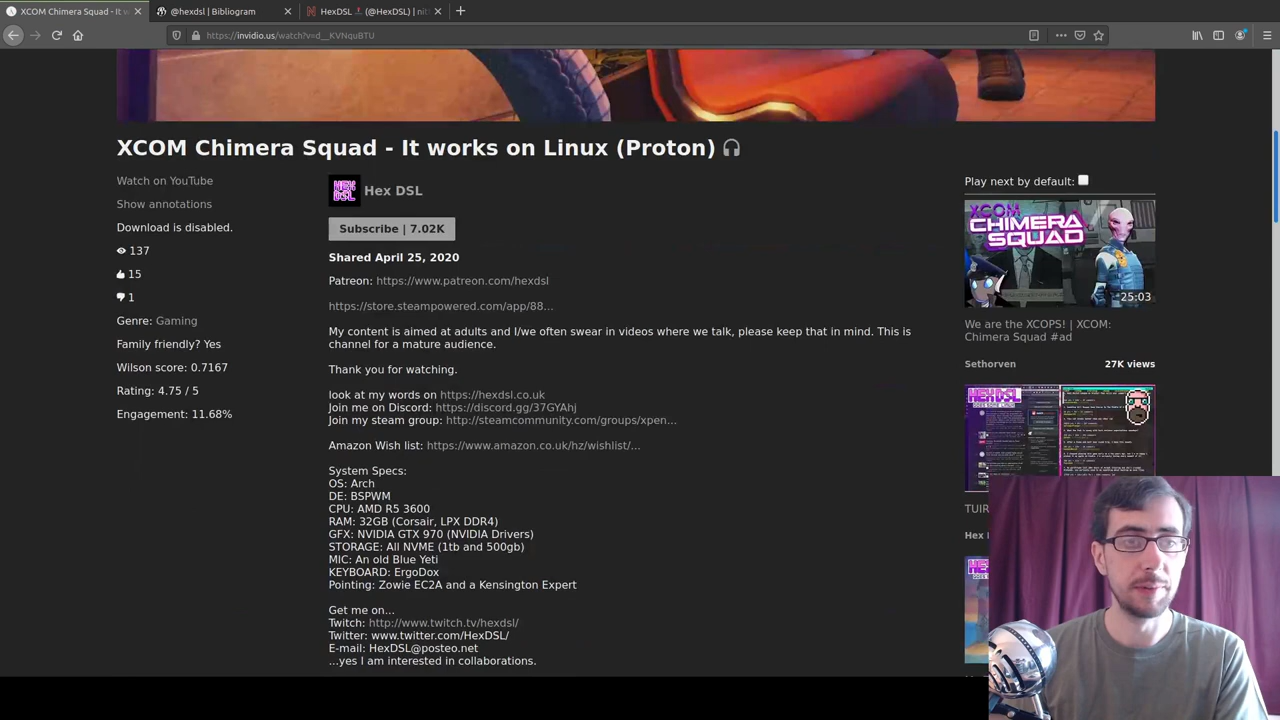 XCOM Chimera Squad - It w
@hexdsl | Bibliogram
HexDSL
(@HexDSL) | nit
https://invidio.us/watch?v=d__KVNquBTU
XCOM Chimera Squad - It works on Linux (Proton)
Watch on YouTube
Show annotations
Download is disabled.
137
15
1
Genre: Gaming
Family friendly? Yes
Wilson score: 0.7167
Rating: 4.75 / 5
Engagement: 11.68%
HEX DSL
Hex DSL
Subscribe | 7.02K
Shared April 25, 2020
Patreon: https://www.patreon.com/hexdsl
https://store.steampowered.com/app/88...
My content is aimed at adults and I/we often swear in videos where we talk, please keep that in mind. This is
channel for a mature audience.
Thank you for watching.
look at my words on https://hexdsl.co.uk
Join me on Discord: https://discord.gg/37GYAhj
Join my steam group: http://steamcommunity.com/groups/xpen...
Amazon Wish list: https://www.amazon.co.uk/hz/wishlist/...
System Specs:
OS: Arch
DE: BSPWM
CPU: AMD R5 3600
RAM: 32GB (Corsair, LPX DDR4)
GFX: NVIDIA GTX 970 (NVIDIA Drivers)
STORAGE: All NVME (1tb and 500gb)
MIC: An old Blue Yeti
KEYBOARD: ErgoDox
Pointing: Zowie EC2A and a Kensington Expert
Get me on...
Twitch: http://www.twitch.tv/hexdsl/
Twitter: www.twitter.com/HexDSL/
E-mail: HexDSL@posteo.net
...yes I am interested in collaborations.
Play next by default:
XCOM
CHIMERA
SQUAD
25:03
We are the XCOPS! | XCOM:
Chimera Squad #ad
Sethorven
27K views
HEX DSL
TUIR
Hex